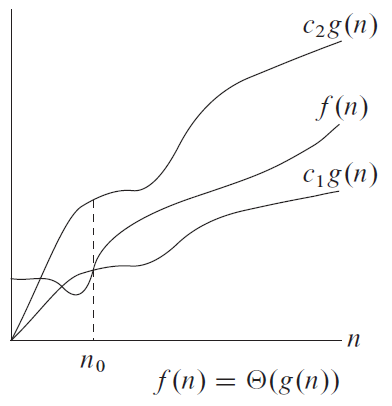 c₂g(n)
f(n)
c₁g(n)
n
n₀
f(n) = Θ(g(n))